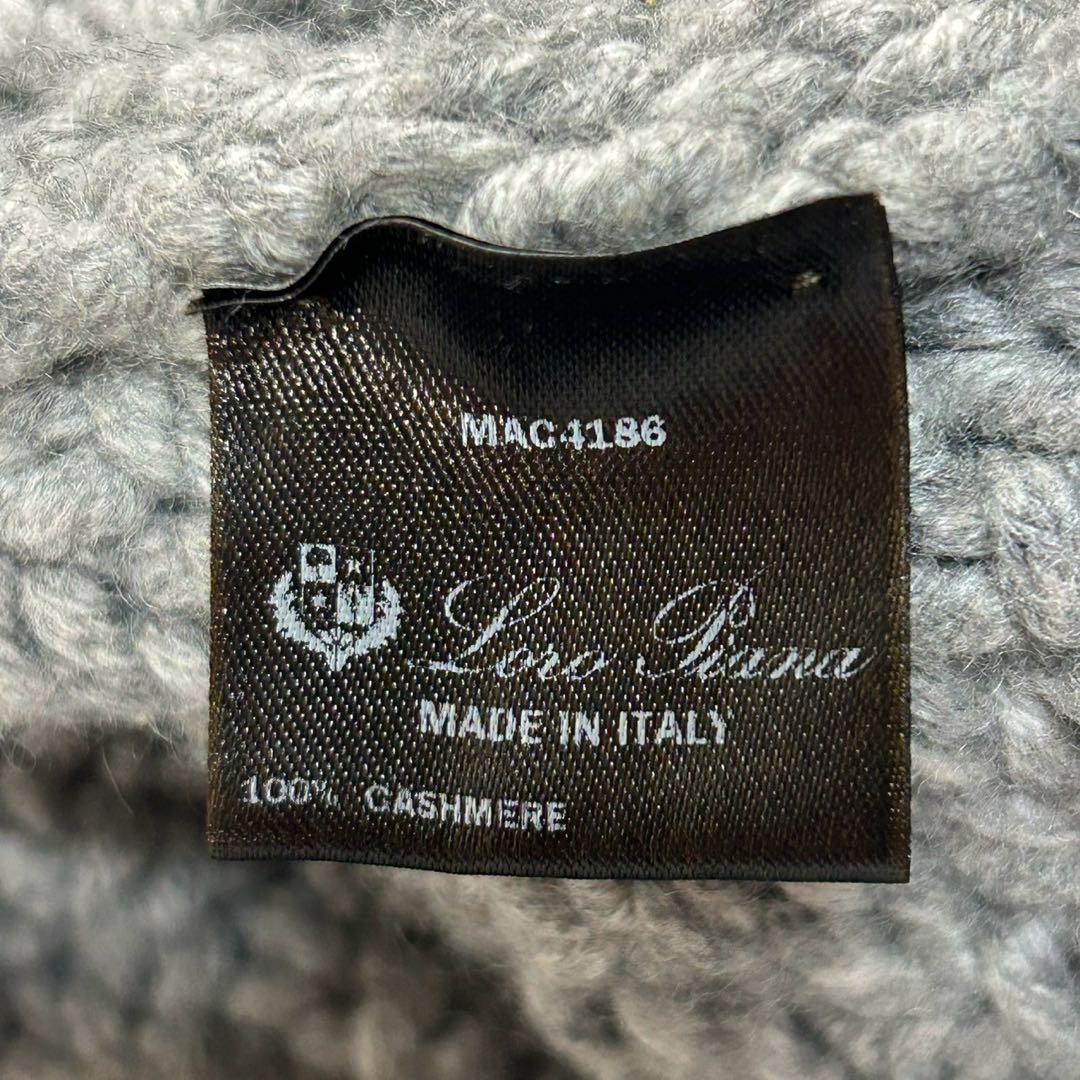 MAC4186
Loro Piana
MADE IN ITALY
100% CASHMERE